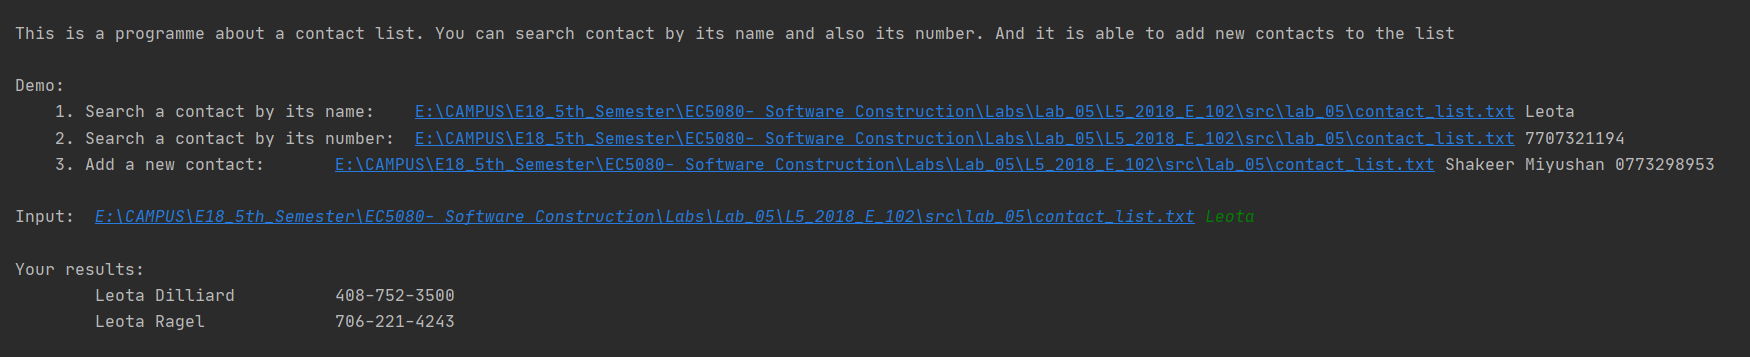 This is a programme about a contact list. You can search contact by its name and also its number. And it is able to add new contacts to the list
Demo:
1. Search a contact by its name: E:\CAMPUS\E18_5th_Semester\EC5080- Software Construction\Labs\Lab_05\L5_2018_E_102\src\lab_05\contact_list.txt Leota
2. Search a contact by its number: E:\CAMPUS\E18_5th_Semester\EC5080- Software Construction\Labs\Lab_05\L5_2018_E_102\src\lab_05\contact_list.txt 7707321194
3. Add a new contact: E:\CAMPUS\E18_5th_Semester\EC5080- Software Construction\Labs\Lab_05\L5_2018_E_102\src\lab_05\contact_list.txt Shakeer Miyushan 0773298953
Input: E:\CAMPUS\E18_5th_Semester\EC5080- Software Construction\Labs\Lab_05\L5_2018_E_102\src\lab_05\contact_list.txt Leota
Your results:
Leota Dilliard 408-752-3500
Leota Ragel 706-221-4243